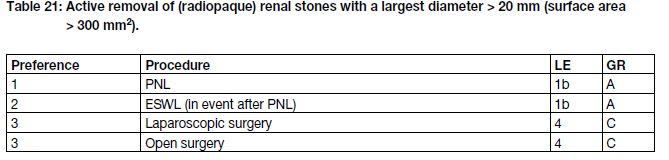 Table 21: Active removal of (radiopaque) renal stones with a largest diameter > 20 mm (surface area
> 300 mm²).
Preference Procedure LE GR
1 PNL 1b A
2 ESWL (in event after PNL) 1b A
3 Laparoscopic surgery 4 C
3 Open surgery 4 C